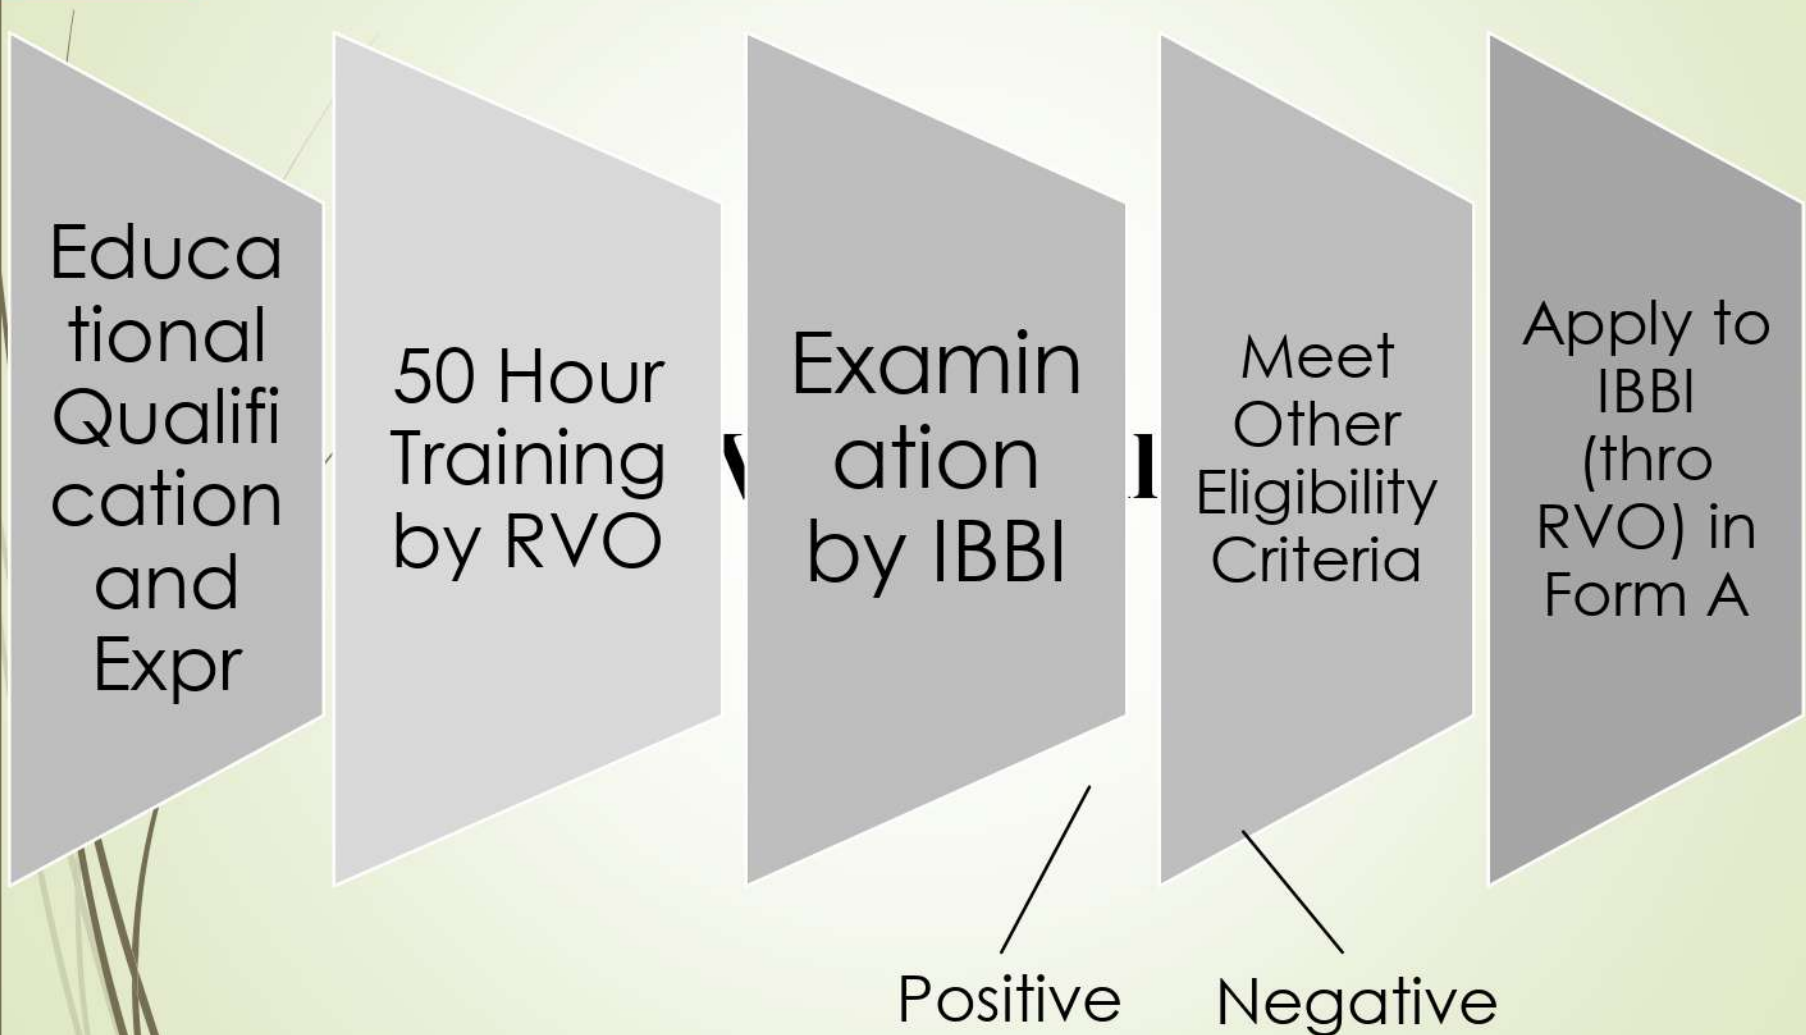 Educa
tional
Qualifi
cation
and
Expr
50 Hour
Training
by RVO
Examin
ation
by IBBI
Meet
Other
Eligibility
Criteria
Apply to
IBBI
(thro
RVO) in
Form A
Positive
Negative